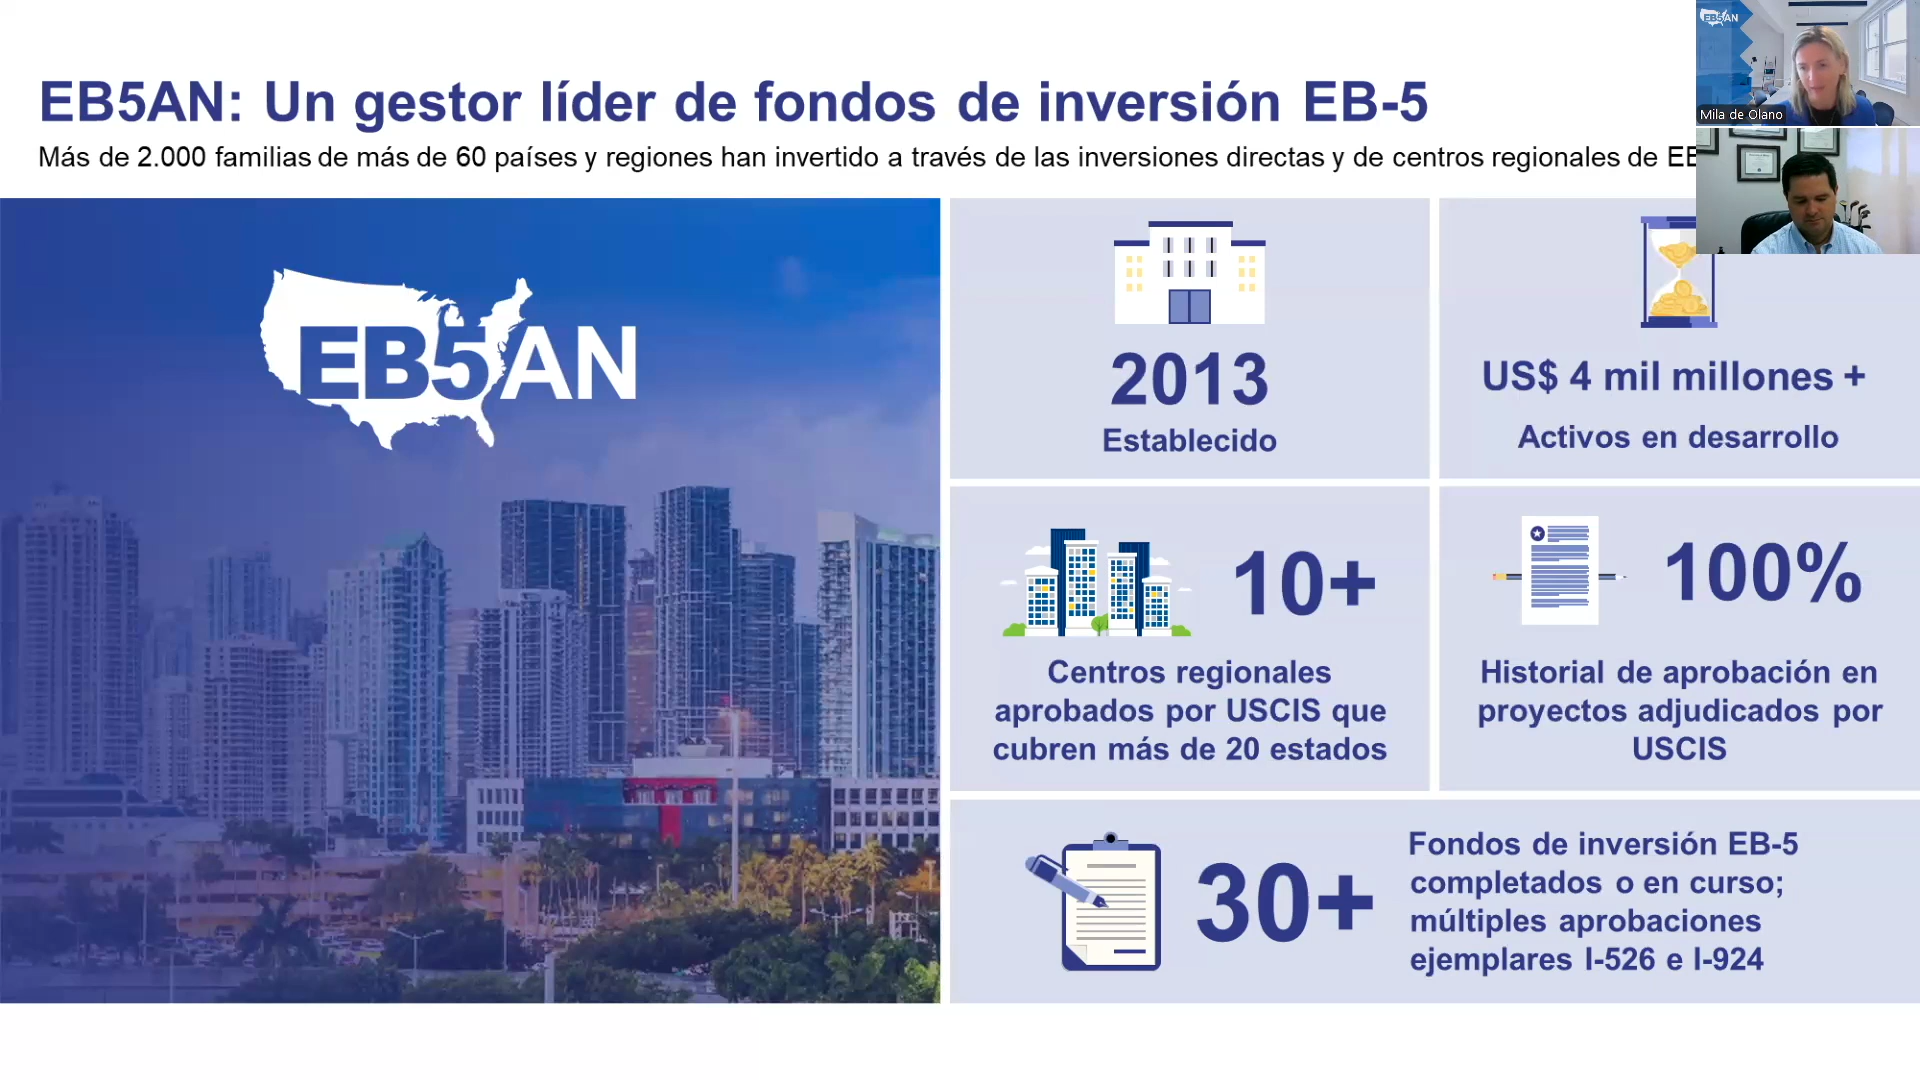 EB5AN: Un gestor líder de fondos de inversión EB-5
Más de 2.000 familias de más de 60 países y regiones han invertido a través de las inversiones directas y de centros regionales de
EB5AN
Mila de Olano
EB5AN
2013
Establecido
US$ 4 mil millones +
Activos en desarrollo
10+
Centros regionales
aprobados por USCIS que
cubren más de 20 estados
100%
Historial de aprobación en
proyectos adjudicados por
USCIS
30+
Fondos de inversión EB-5
completados o en curso;
múltiples aprobaciones
ejemplares I-526 e I-924